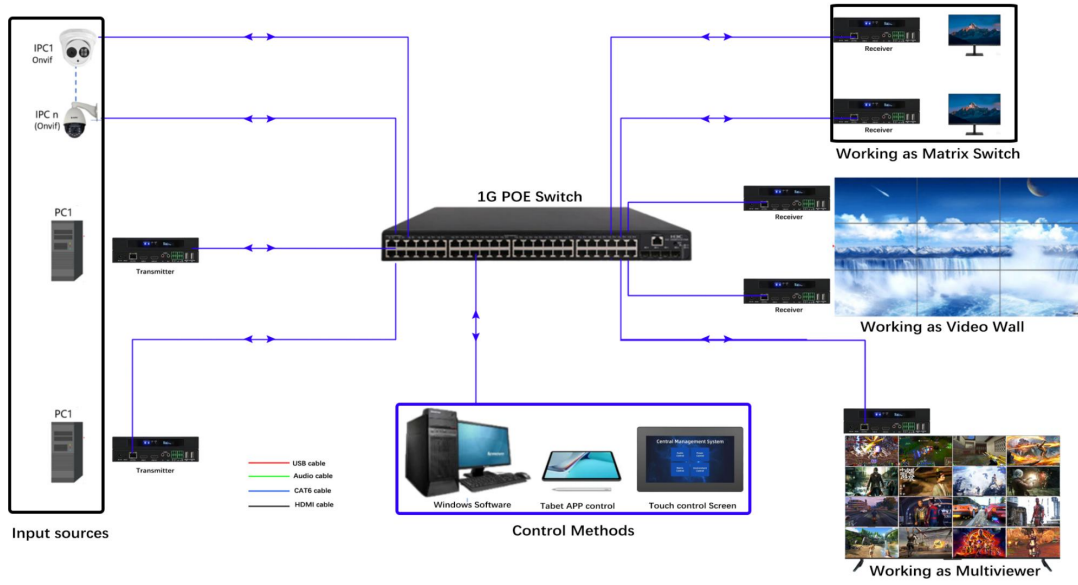 IPC1
Onvif
IPC n
(Onvif)
PC1
Transmitter
PC1
Transmitter
Input sources
1G POE Switch
USB cable
Audio cable
CAT6 cable
HDMI cable
Windows Software
Tabet APP control
Central Management System
Touch control Screen
Control Methods
Receiver
Receiver
Working as Matrix Switch
Receiver
Receiver
Working as Video Wall
Working as Multiviewer